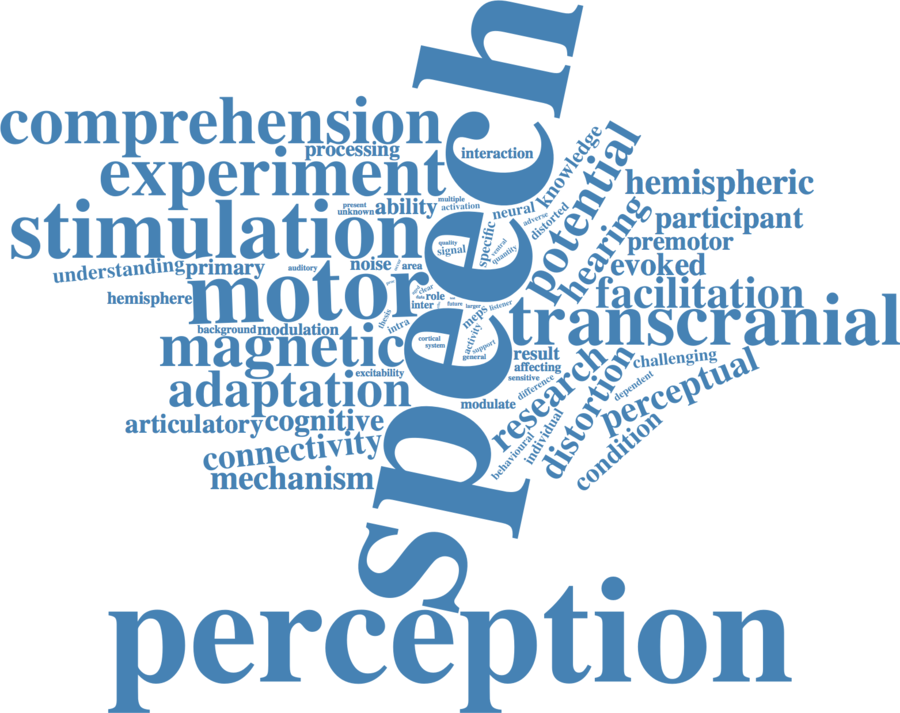 speech
comprehension
processing
interaction
experiment
knowledge
potential
hemispheric
present
unknown
ability
multiple
activation
neural
adverse
distorted
hearing
participant
stimulation
quality
signal
specific
central
quantity
premotor
understanding
primary
auditory
noise
area
evoked
hemisphere
motor
clear
role
inter
future
larger
listener
facilitation
thesis
intra
meps
transcranial
background
modulation
magnetic
cortical
system
activity
support
general
result
affecting
research
distortion
challenging
excitability
sensitive
difference
dependent
perceptual
adaptation
modulate
articulatory
cognitive
behavioural
individual
condition
connectivity
mechanism
perception